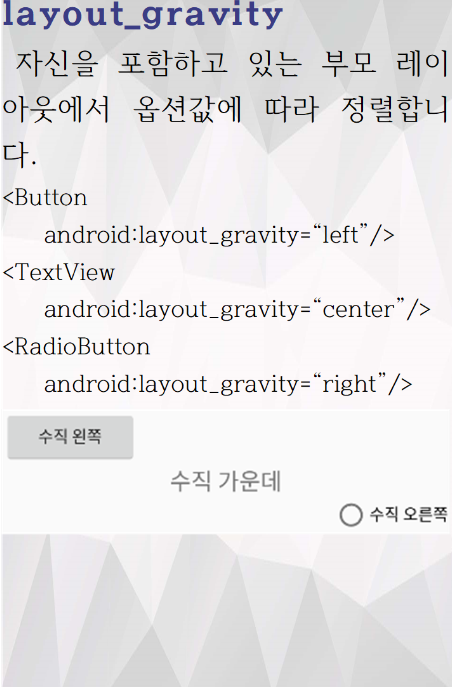 layout_gravity
자신을 포함하고 있는 부모 레이
아웃에서 옵션값에 따라 정렬합니
다.
<Button
android:layout_gravity=“left”/>
<TextView
android:layout_gravity=“center”/>
<RadioButton
android:layout_gravity=“right”/>
수직 왼쪽
수직 가운데
수직 오른쪽